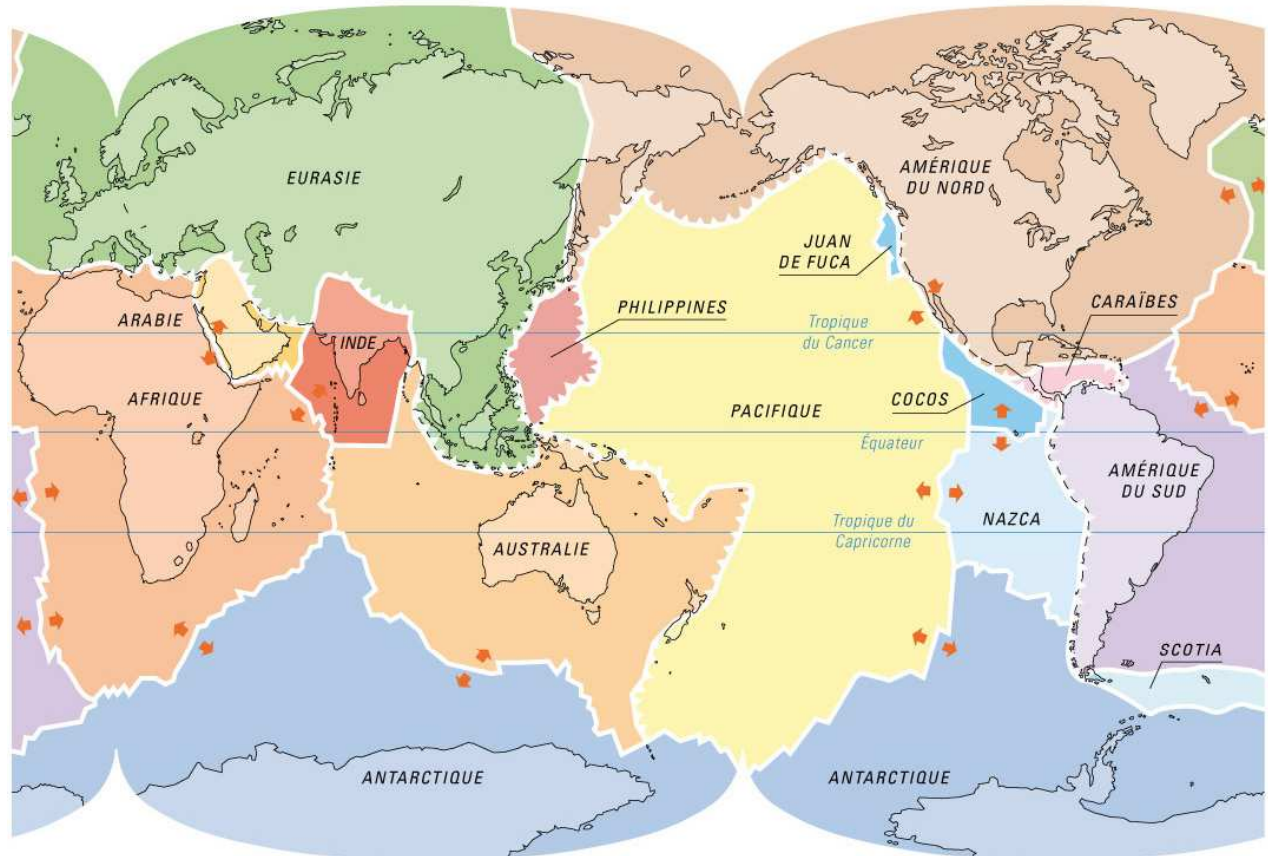 EURASIE
AMÉRIQUE
DU NORD
JUAN
DE FUCA
CARAÏBES
PHILIPPINES
ARABIE
Tropique
du Cancer
INDE
AFRIQUE
PACIFIQUE
COCOS
Équateur
AMÉRIQUE
DU SUD
NAZCA
Tropique du
Capricorne
AUSTRALIE
SCOTIA
ANTARCTIQUE
ANTARCTIQUE